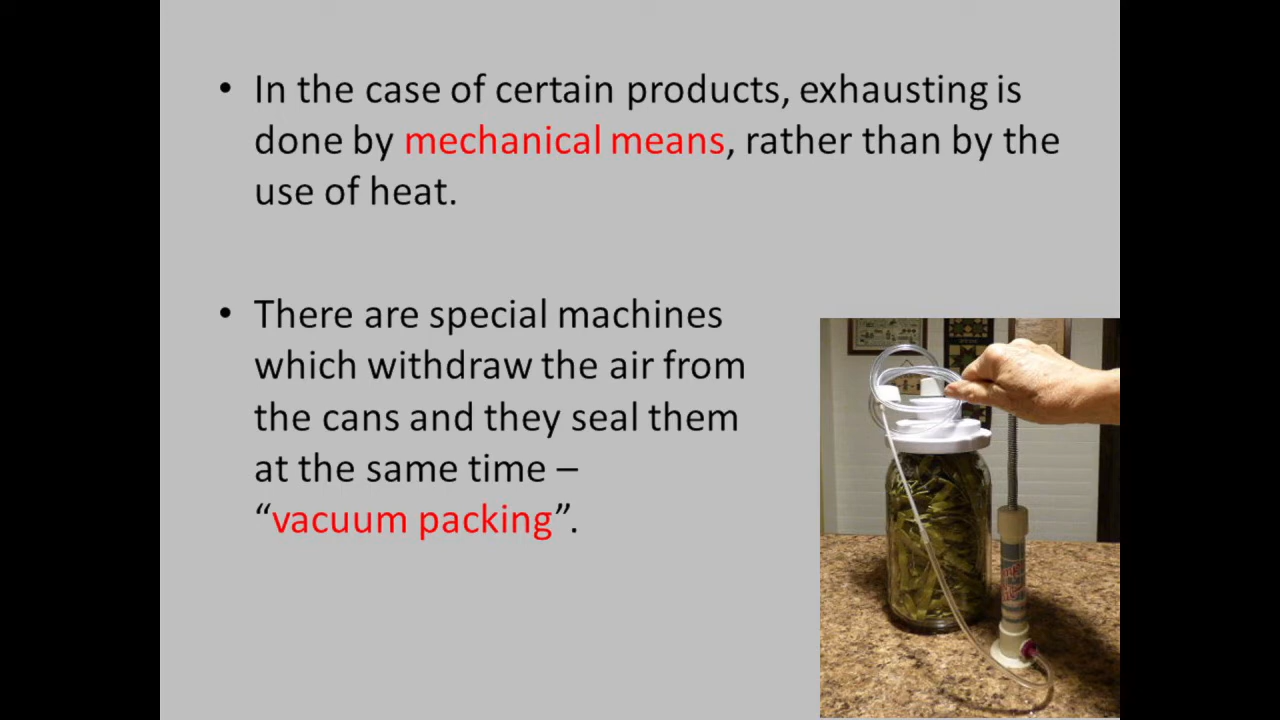 • In the case of certain products, exhausting is
done by mechanical means, rather than by the
use of heat.
• There are special machines
which withdraw the air from
the cans and they seal them
at the same time –
“vacuum packing”.